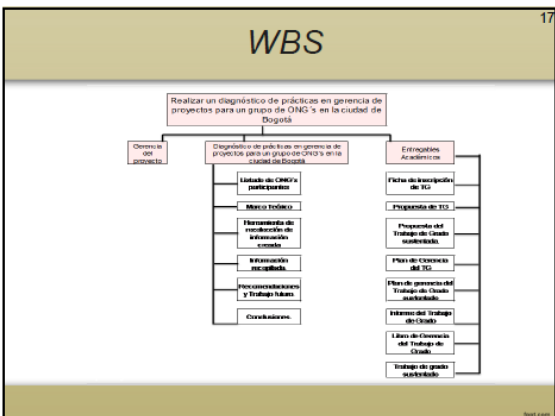 17
WBS
Realizar un diagnóstico de prácticas en gerencia de
proyectos para un grupo de ONG´s en la ciudad de
Bogotá
Gerencia
del
proyecto
Diagnóstico de prácticas en gerencia de
proyectos para un grupo de ONG's en la
ciudad de Bogotá
Entregables
Académicos
Listado de ONG's
participantes
Marco Teórico
Herramienta de
recolección de
información
creada
Información
recopilada.
Recomendaciones
y Trabajo futuro.
Conclusiones.
Ficha de inscripción
de TG
Propuesta de TG
Propuesta del
Trabajo de Grado
sustentada.
Plan de Gerencia
del TG
Plan de gerencia del
Trabajo de Grado
sustentado
Informe del Trabajo
de Grado
Libro de Gerencia
del Trabajo de
Grado
Trabajo de grado
sustentado